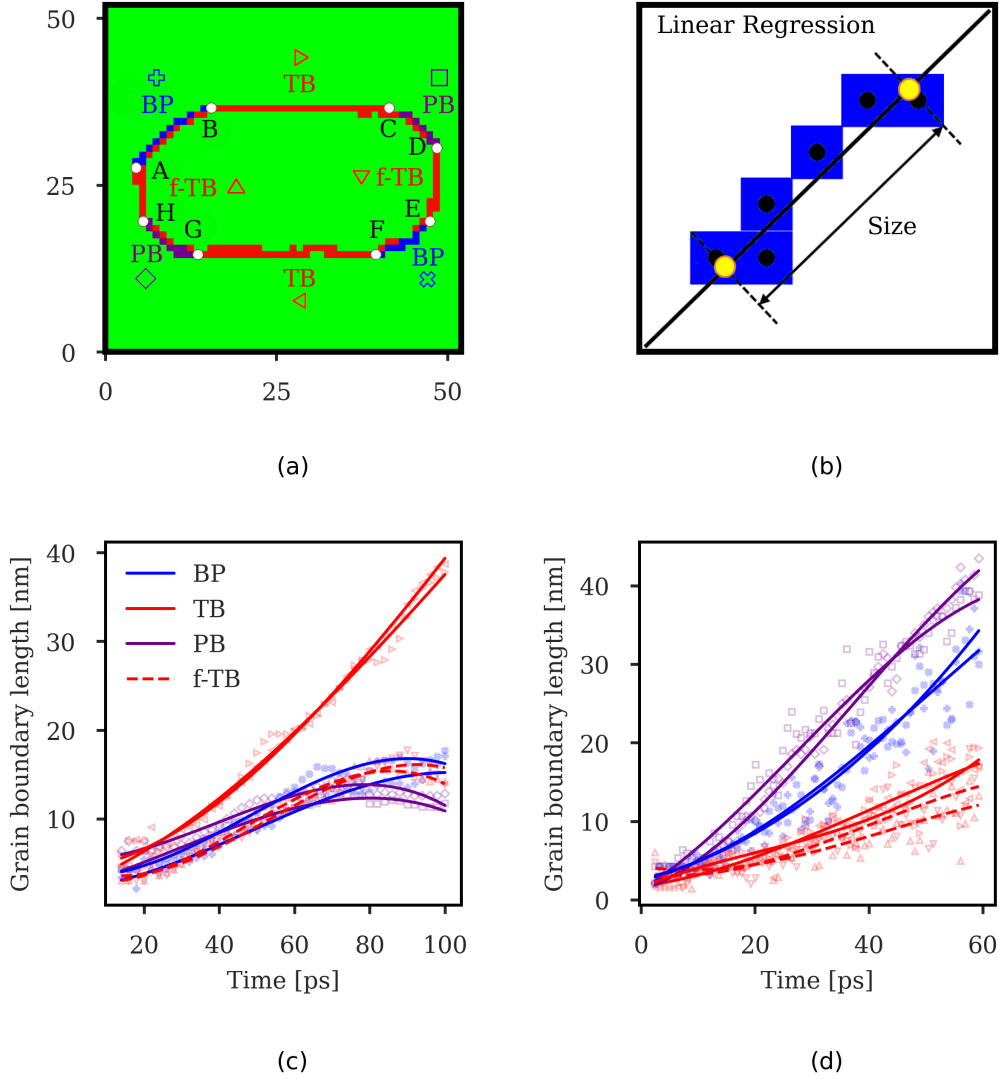 50
25
0
0 25 50
TB
BP
PB
B
C
D
A
f-TB
f-TB
H
G
F
E
PB
TB
BP
(a)
Linear Regression
Size
(b)
40
30
20
10
Grain boundary length [nm]
BP
TB
PB
f-TB
20 40 60 80 100
Time [ps]
(c)
40
30
20
10
0
Grain boundary length [nm]
0 20 40 60
Time [ps]
(d)